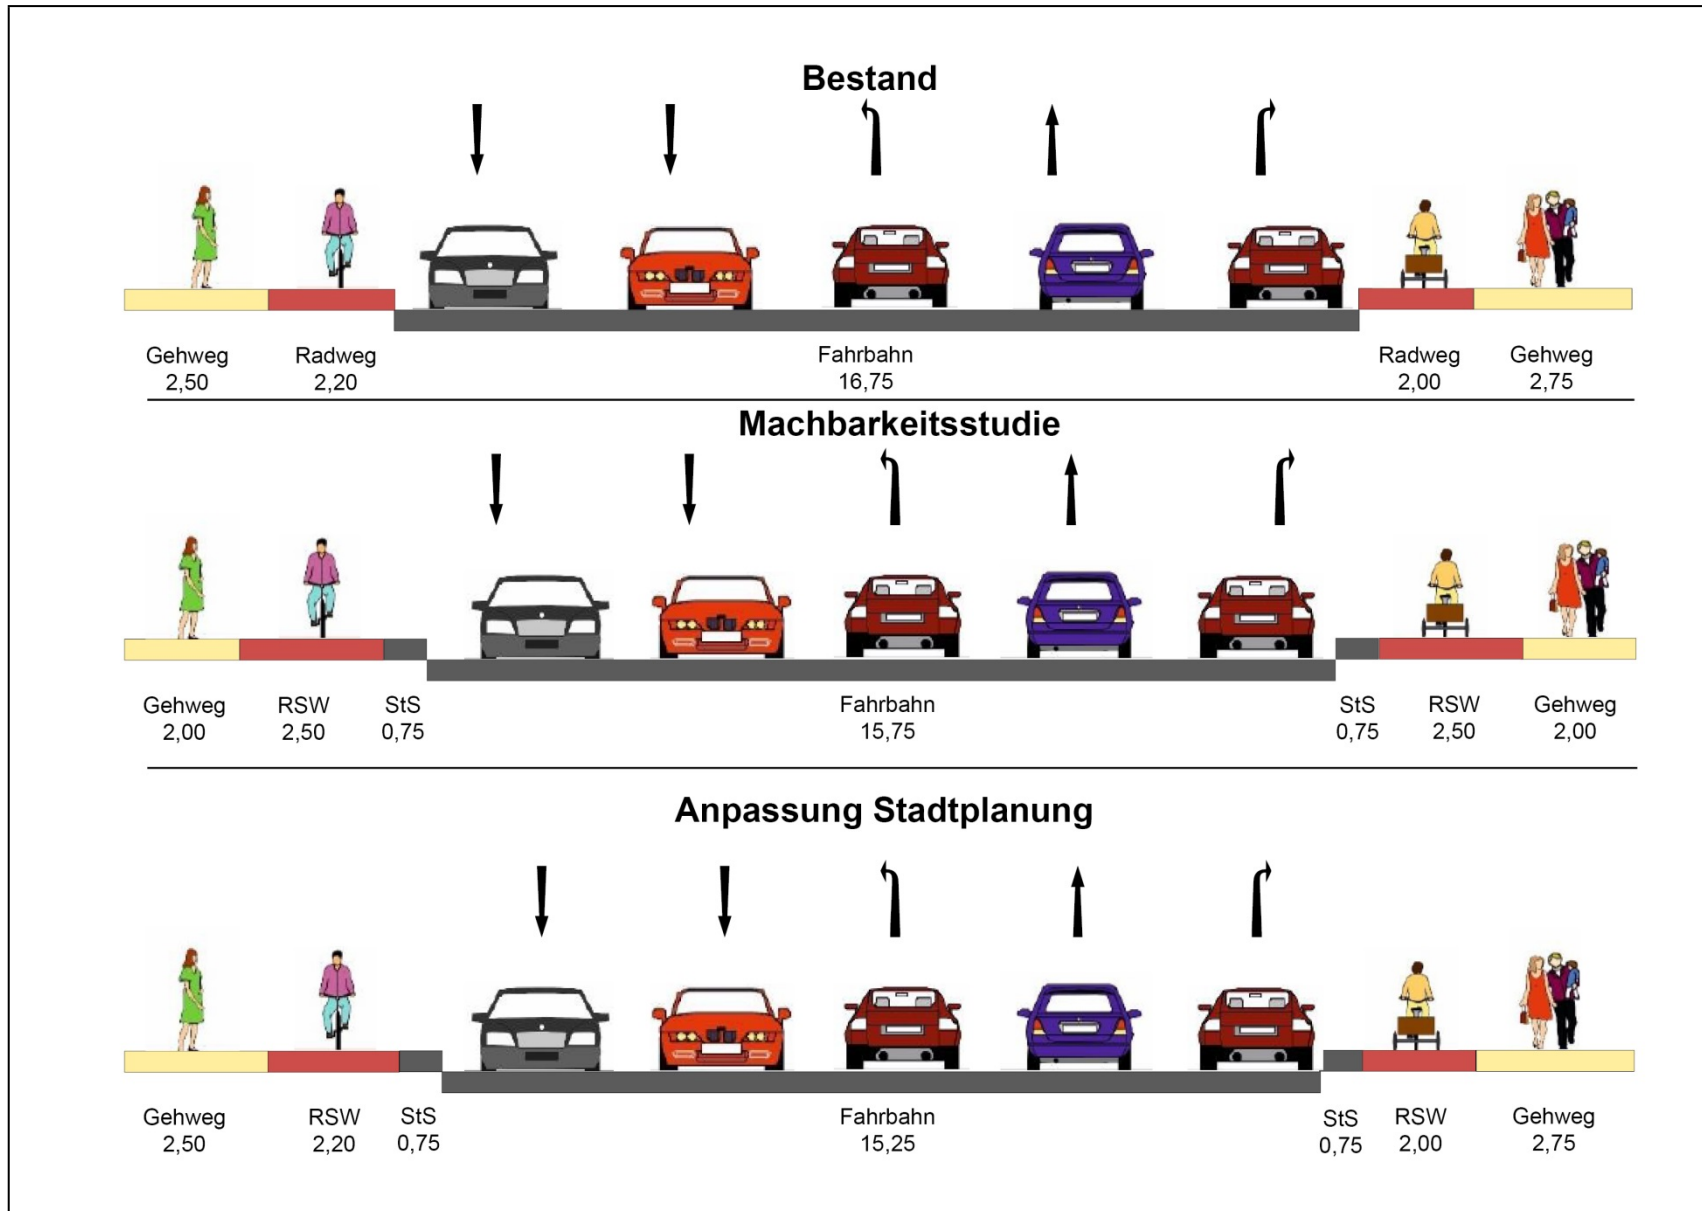 Bestand
Gehweg Radweg Fahrbahn Radweg Gehweg
2,50 2,20 16,75 2,00 2,75
Machbarkeitsstudie
Gehweg RSW StS Fahrbahn StS RSW Gehweg
2,00 2,50 0,75 15,75 0,75 2,50 2,00
Anpassung Stadtplanung
Gehweg RSW StS Fahrbahn StS RSW Gehweg
2,50 2,20 0,75 15,25 0,75 2,00 2,75